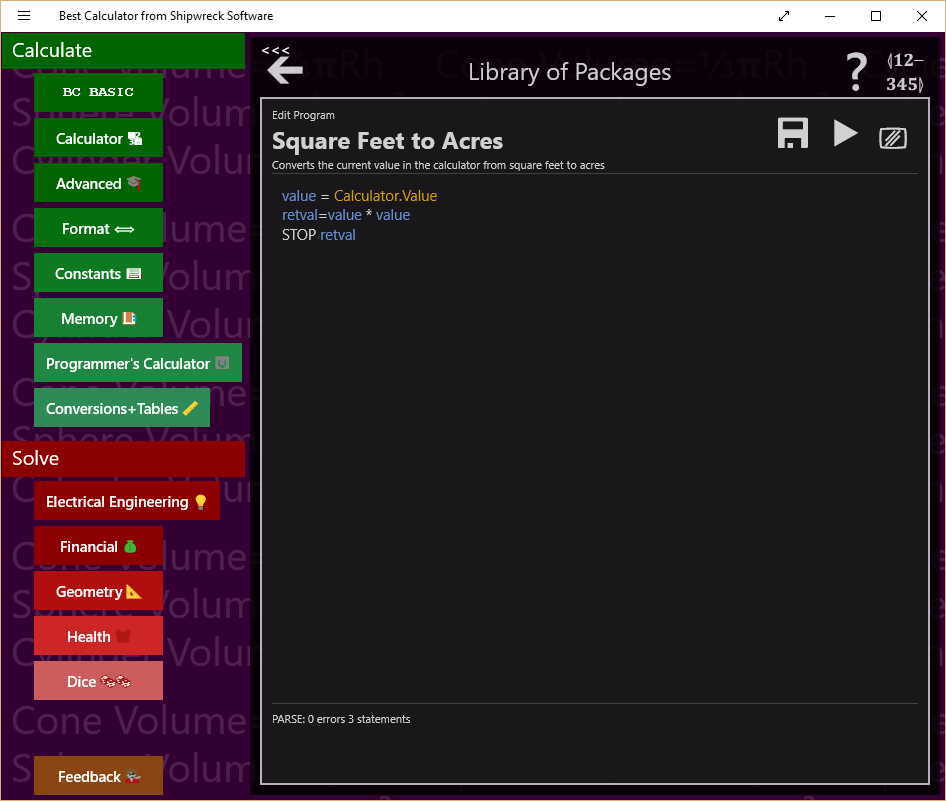 Best Calculator from Shipwreck Software
Calculate
BC BASIC
Calculator
Advanced
Format
Constants
Memory
Programmer's Calculator
Conversions+Tables
Solve
Electrical Engineering
Financial
Geometry
Health
Dice
Feedback
<<<
Library of Packages
?
(12−
345)
Edit Program
Square Feet to Acres
Converts the current value in the calculator from square feet to acres
value = Calculator.Value
retval=value * value
STOP retval
PARSE: 0 errors 3 statements